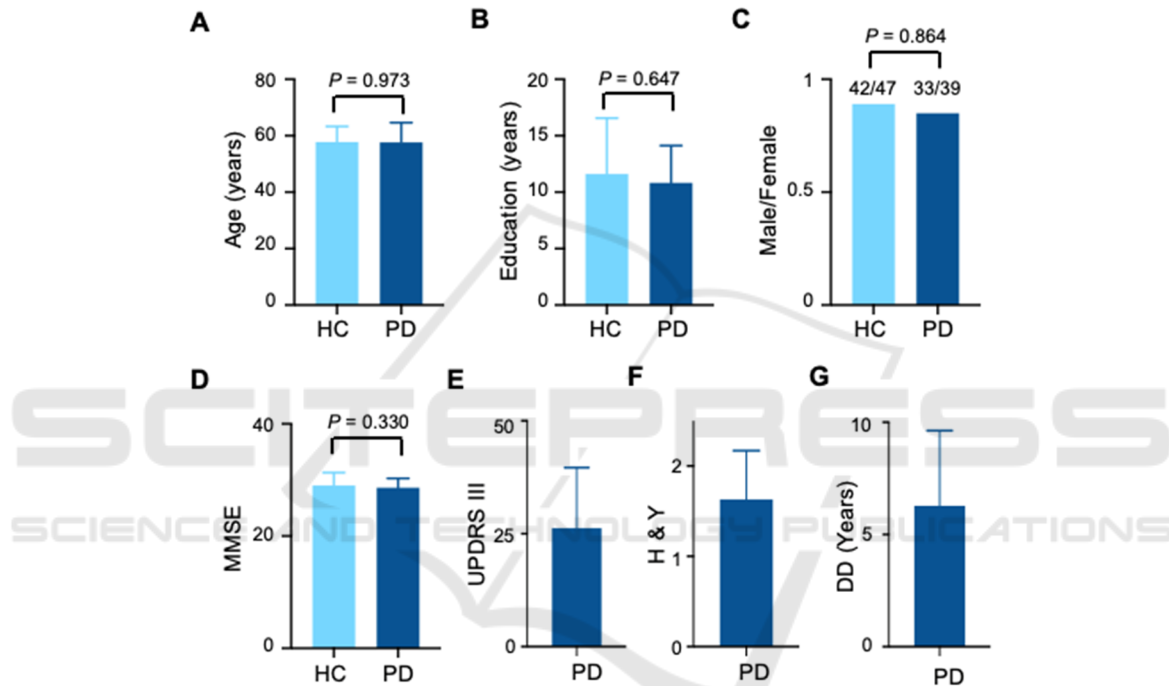 A
P = 0.973
Age (years)
80
60
40
20
0
HC PD
B
P = 0.647
Education (years)
20
15
10
5
0
HC PD
C
P = 0.864
Male/Female
1
0.5
0
42/47 33/39
HC PD
D
P = 0.330
MMSE
40
20
0
HC PD
E
UPDRS III
50
25
0
PD
F
H & Y
2
1
0
PD
G
DD (Years)
10
5
0
PD
SCITEPRESS
SCIENCE AND TECHNOLOGY PUBLICATIONS